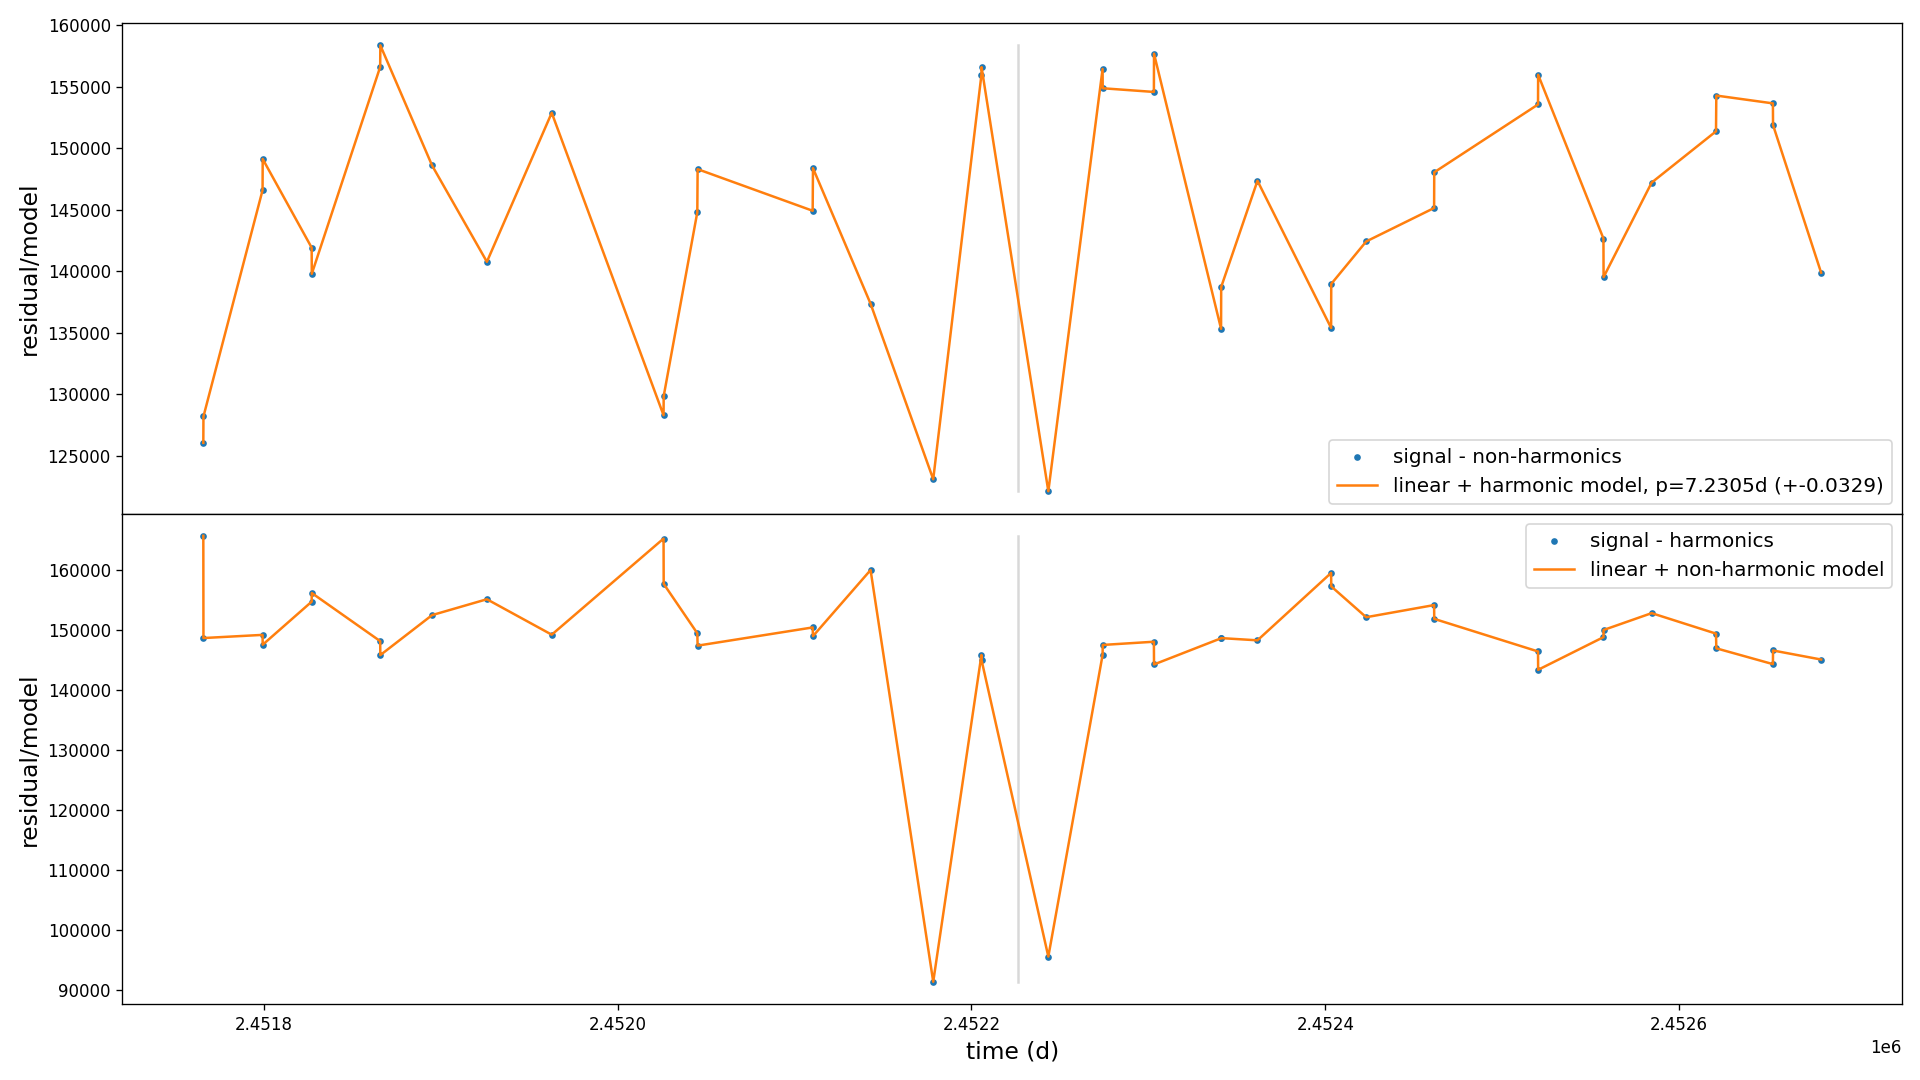 160000
155000
150000
145000
140000
135000
130000
125000
residual/model
signal - non-harmonics
linear + harmonic model, p=7.2305d (+-0.0329)
160000
150000
140000
130000
120000
110000
100000
90000
residual/model
signal - harmonics
linear + non-harmonic model
2.4518 2.4520 2.4522 2.4524 2.4526
time (d)
1e6